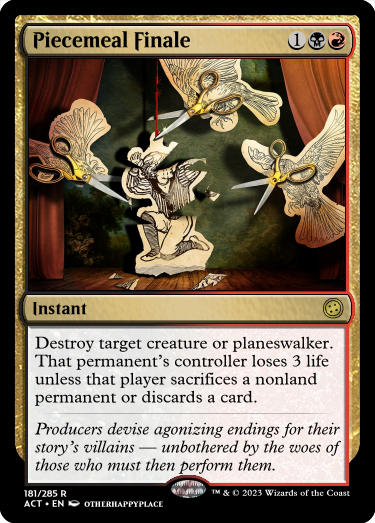 Piecemeal Finale 1
Instant
Destroy target creature or planeswalker.
That permanent's controller loses 3 life
unless that player sacrifices a nonland
permanent or discards a card.
Producers devise agonizing endings for their
story's villains — unbothered by the woes of
those who must then perform them.
181/285 R
ACT • EN OTHERHAPPYPLACE
™ & © 2023 Wizards of the Coast